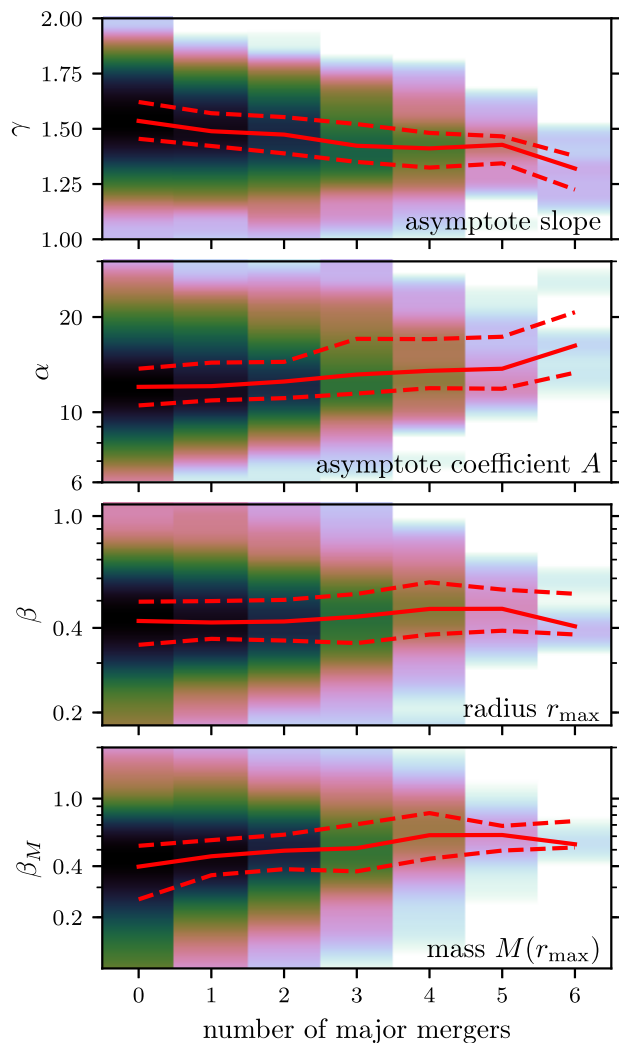 2.00
1.75
1.50
1.25
1.00
γ
asymptote slope
20
10
6
α
asymptote coefficient A
1.0
0.4
0.2
β
radius r_max
1.0
0.4
0.2
β_M
mass M(r_max)
0 1 2 3 4 5 6
number of major mergers